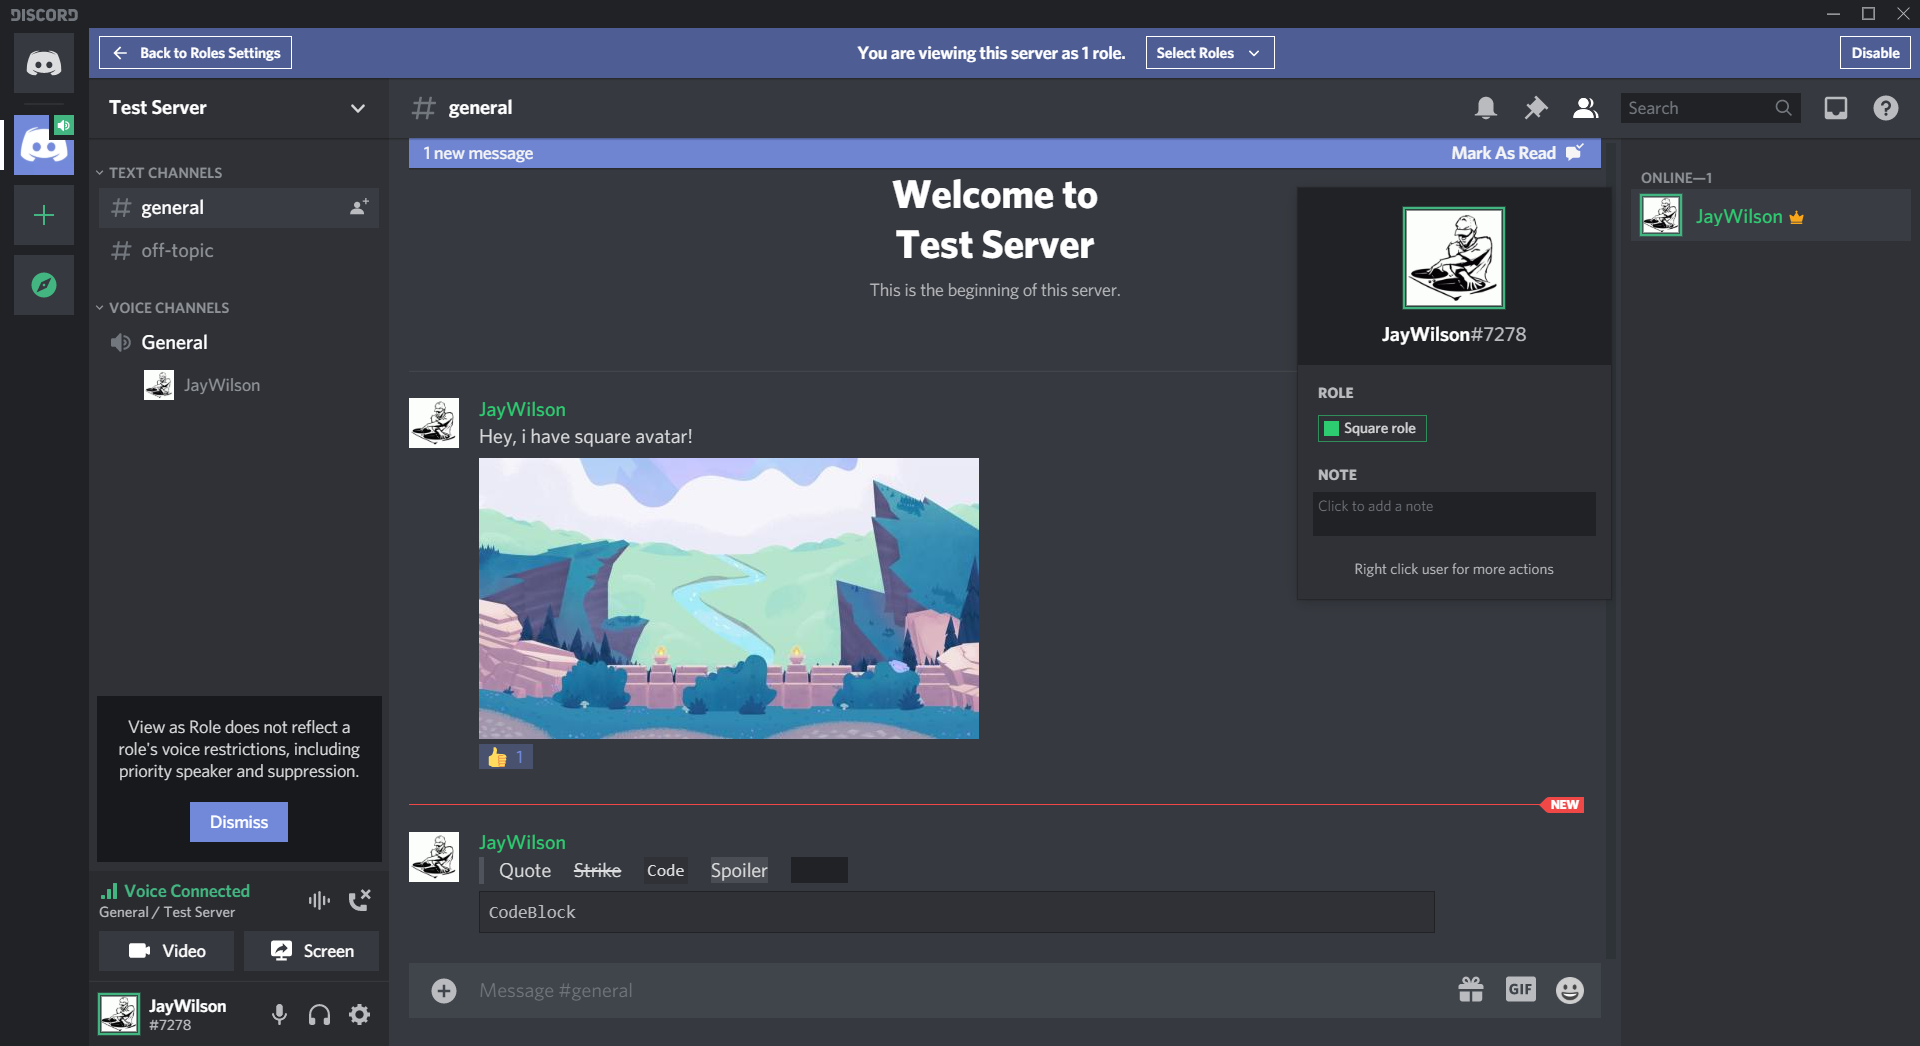 DISCORD
Back to Roles Settings
You are viewing this server as 1 role.
Select Roles
Disable
Test Server
general
Search
1 new message
Mark As Read
TEXT CHANNELS
general
off-topic
VOICE CHANNELS
General
JayWilson
View as Role does not reflect a
role's voice restrictions, including
priority speaker and suppression.
Dismiss
Voice Connected
General / Test Server
Video
Screen
JayWilson
#7278
Welcome to
Test Server
This is the beginning of this server.
JayWilson
Hey, i have square avatar!
1
NEW
JayWilson
Quote Strike Code Spoiler
CodeBlock
Message #general
GIF
JayWilson#7278
ROLE
Square role
NOTE
Click to add a note
Right click user for more actions
ONLINE—1
JayWilson